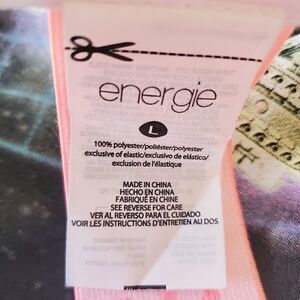 energie
L
100% polyester/poliéster/polyester
exclusive of elastic/exclusivo de elástico/
exclusion de l'élastique
MADE IN CHINA
HECHO EN CHINA
FABRIQUÉ EN CHINE
SEE REVERSE FOR CARE
VER AL REVERSO PARA EL CUIDADO
VOIR LES INSTRUCTIONS D'ENTRETIEN AU DOS